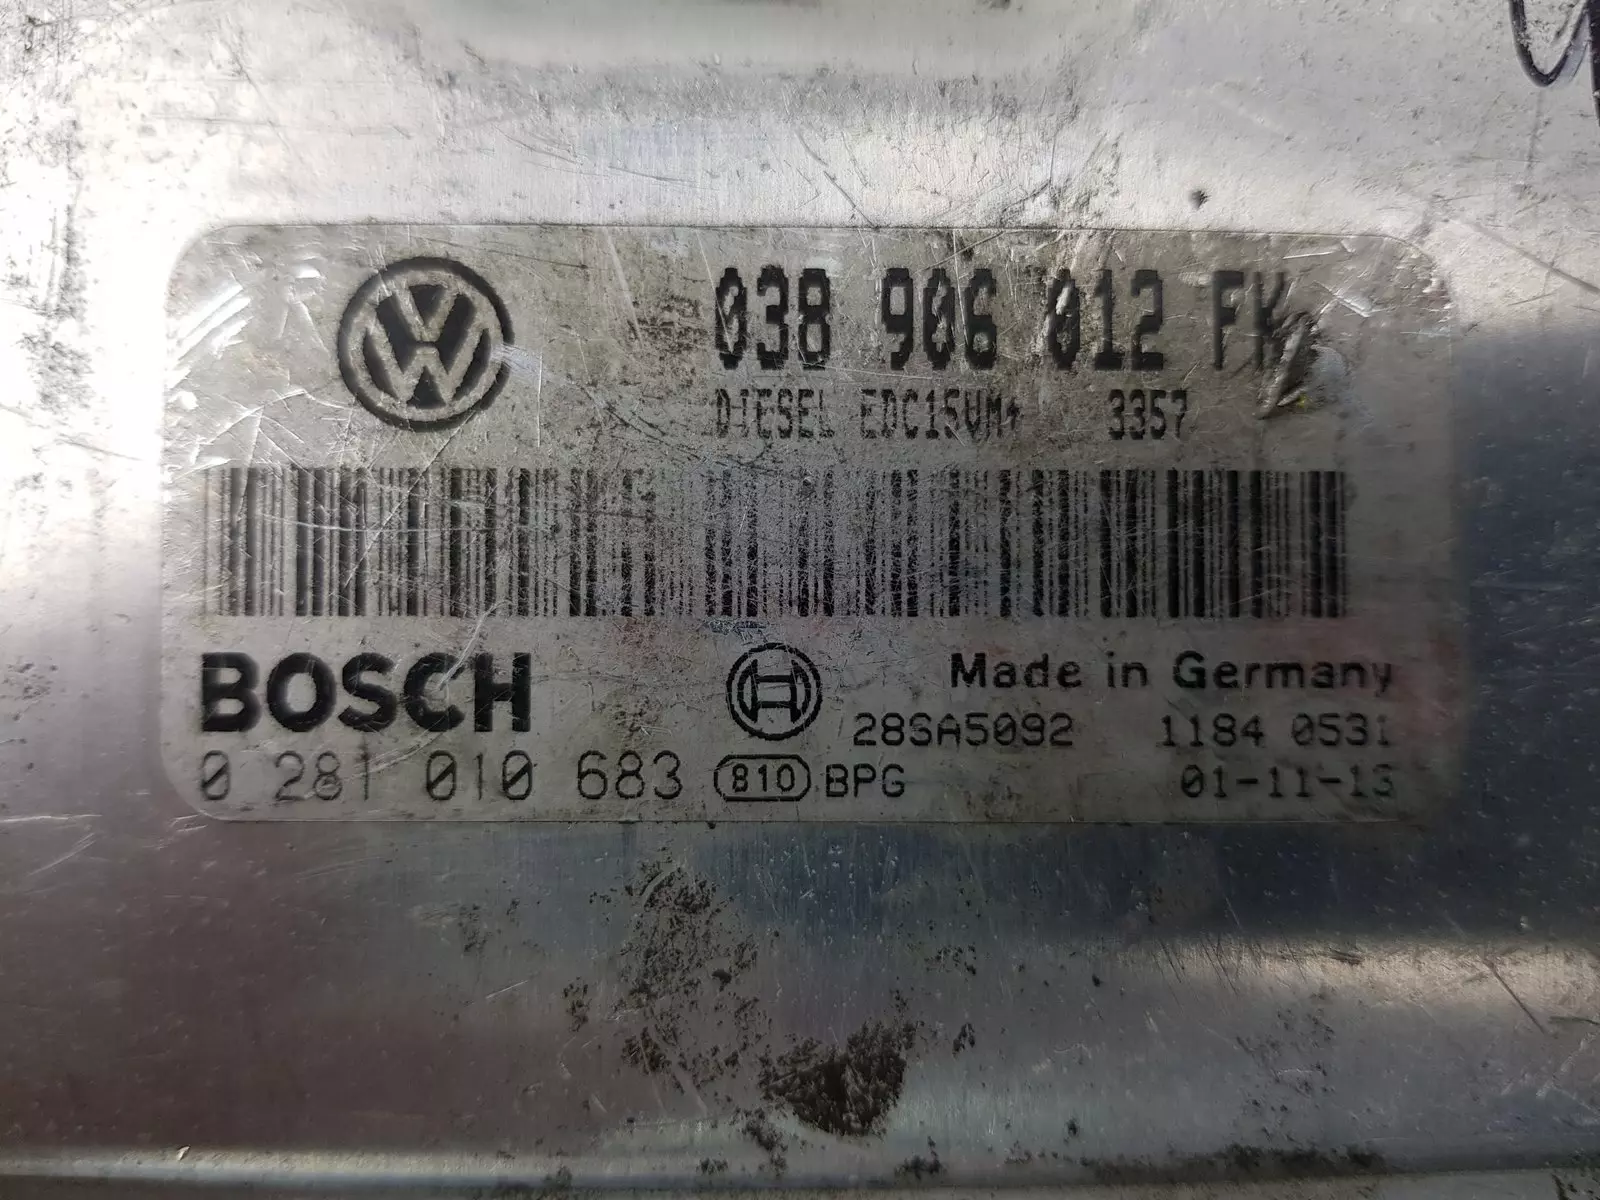 038 906 012 FK
DIESEL EDC15VM+ 3357
BOSCH
Made in Germany
28SA5092 1184 0531
0 281 010 683 810 BPG 01-11-13